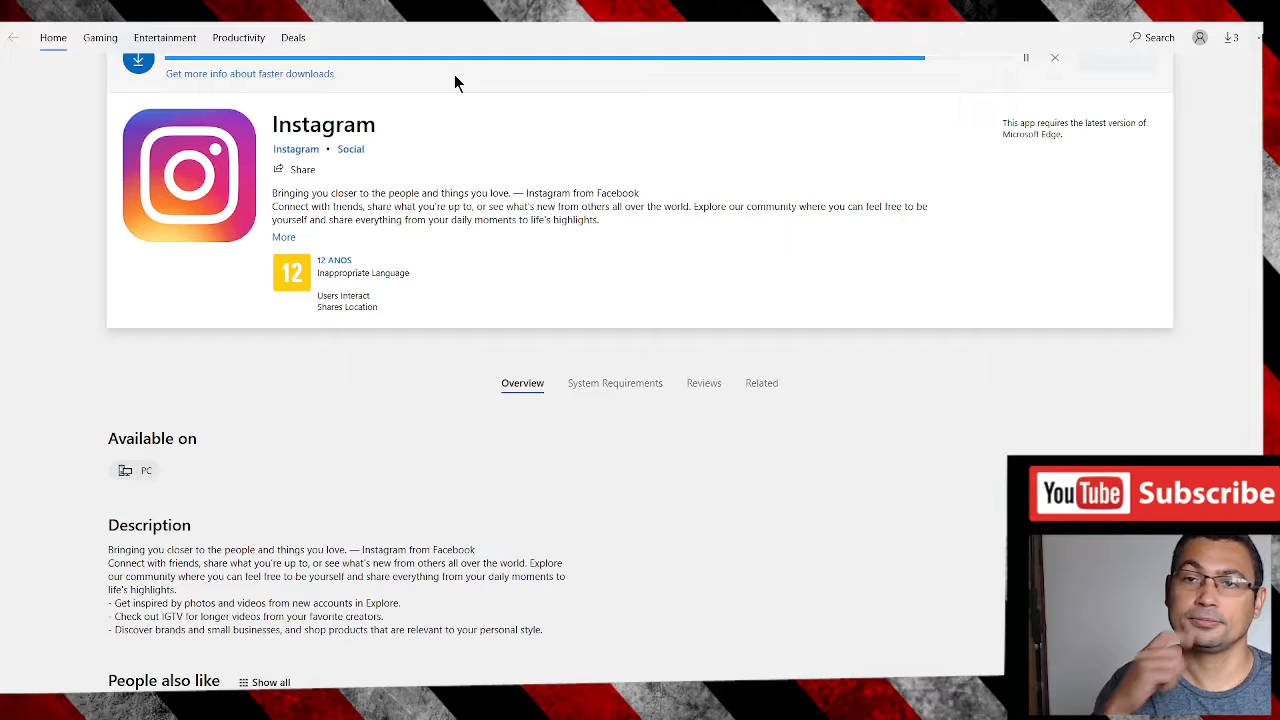 Home Gaming Entertainment Productivity Deals Search 3
Get more info about faster downloads
Instagram
Instagram • Social
Share
Bringing you closer to the people and things you love. — Instagram from Facebook
Connect with friends, share what you're up to, or see what's new from others all over the world. Explore our community where you can feel free to be
yourself and share everything from your daily moments to life's highlights.
More
12
12 ANOS
Inappropriate Language
Users Interact
Shares Location
This app requires the latest version of
Microsoft Edge.
Overview System Requirements Reviews Related
Available on
PC
Description
Bringing you closer to the people and things you love. — Instagram from Facebook
Connect with friends, share what you're up to, or see what's new from others all over the world. Explore
our community where you can feel free to be yourself and share everything from your daily moments to
life's highlights.
- Get inspired by photos and videos from new accounts in Explore.
- Check out IGTV for longer videos from your favorite creators.
- Discover brands and small businesses, and shop products that are relevant to your personal style.
People also like Show all
YouTube Subscribe